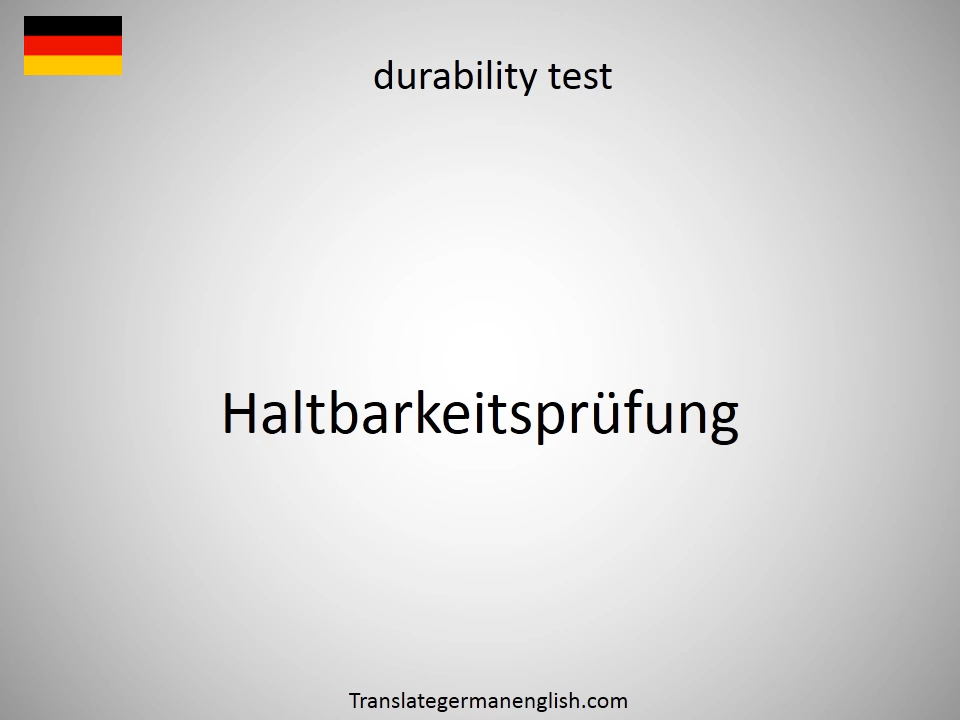 durability test
Haltbarkeitsprüfung
Translategermanenglish.com